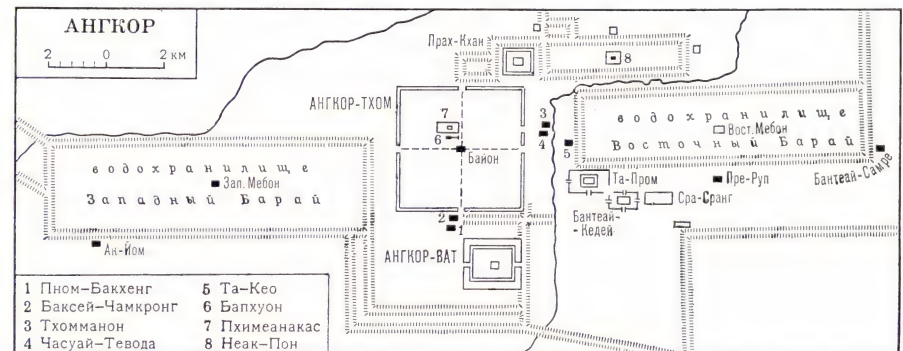 АНГКОР
2 0 2 км
Прах-Кхан
8
АНГКОР-ТХОМ
7
6
Байон
3
4
5
водохранилище
Вост. Мебон
Восточный Барай
водохранилище
Зап. Мебон
Западный Барай
Ак-Йом
2
1
АНГКОР-ВАТ
Та-Пром
Пре-Руп
Бантеай-Самре
Сра-Сранг
Бантеай-
-Кедей
1 Пном-Бакхенг
2 Баксей-Чамкронг
3 Тхомманон
4 Часуай-Тевода
5 Та-Кео
6 Бапхуон
7 Пхимеанакас
8 Неак-Пон